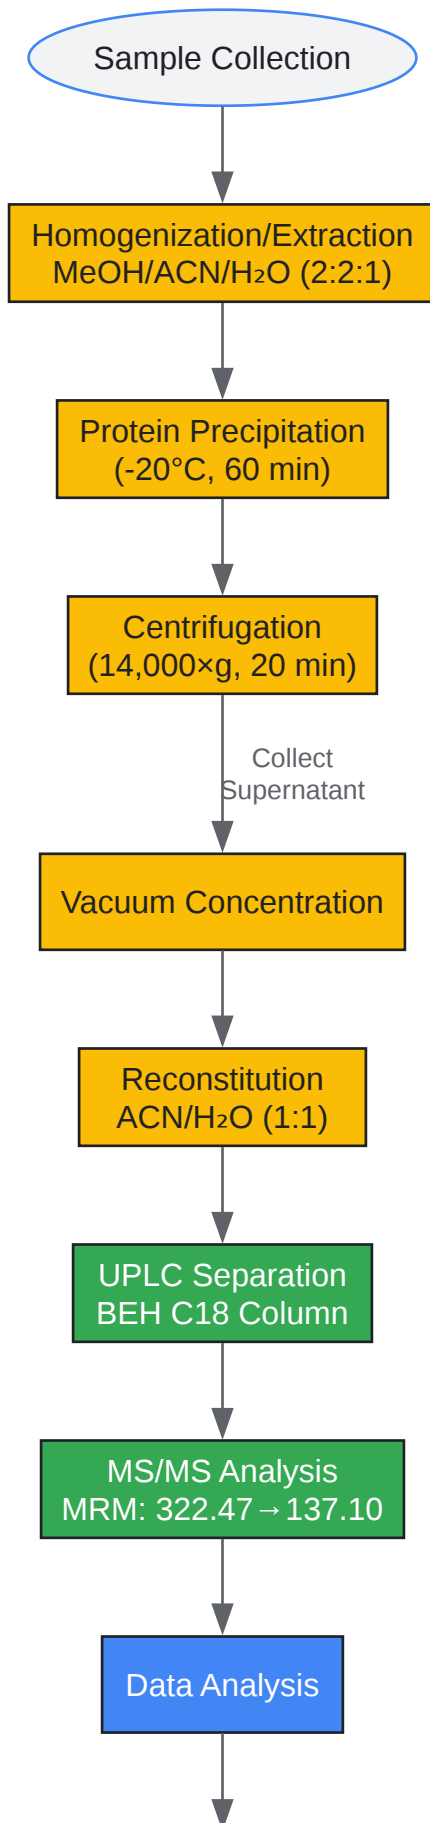 Sample Collection
Homogenization/Extraction
MeOH/ACN/H₂O (2:2:1)
Protein Precipitation
(-20°C, 60 min)
Centrifugation
(14,000×g, 20 min)
Collect
Supernatant
Vacuum Concentration
Reconstitution
ACN/H₂O (1:1)
UPLC Separation
BEH C18 Column
MS/MS Analysis
MRM: 322.47→137.10
Data Analysis